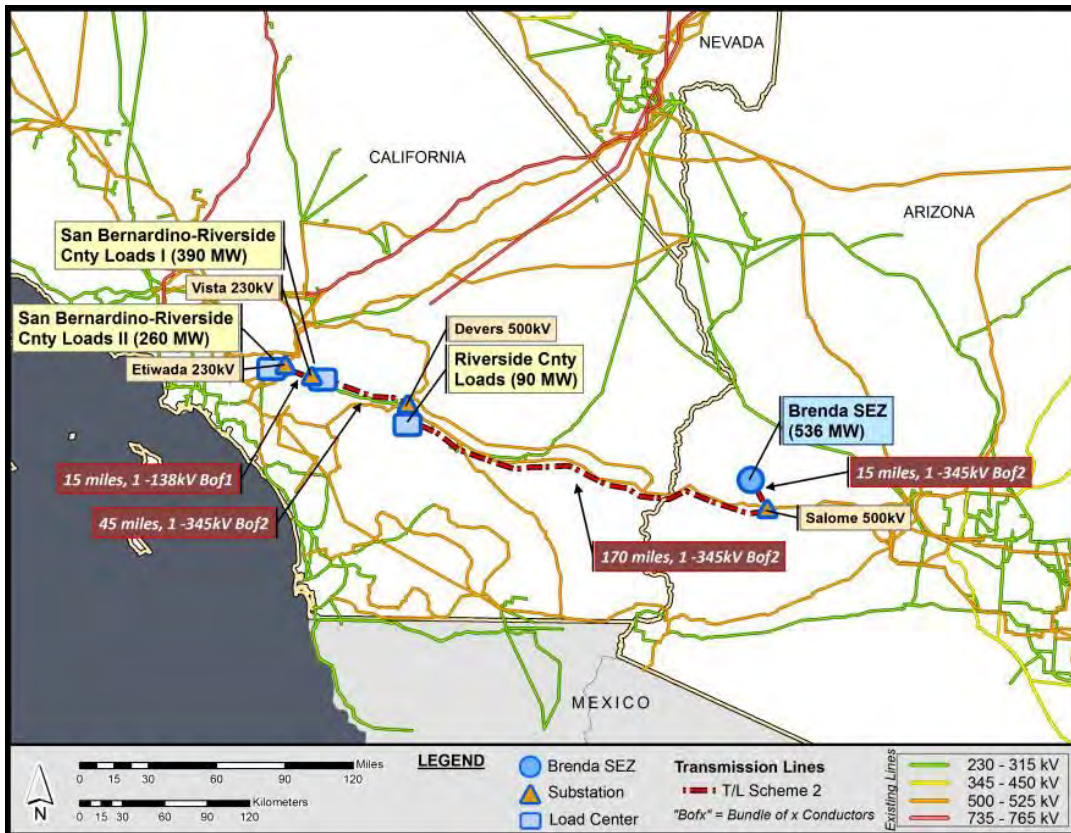 NEVADA
CALIFORNIA
ARIZONA
San Bernardino-Riverside
Cnty Loads I (390 MW)
Vista 230kV
San Bernardino-Riverside
Cnty Loads II (260 MW)
Etiwada 230kV
Devers 500kV
Riverside Cnty
Loads (90 MW)
Brenda SEZ
(536 MW)
15 miles, 1 -138kV Bof1
15 miles, 1 -345kV Bof2
45 miles, 1 -345kV Bof2
Salome 500kV
170 miles, 1 -345kV Bof2
MEXICO
N
Miles
0 15 30 60 90 120
Kilometers
0 15 30 60 90 120
LEGEND
Brenda SEZ
Substation
Load Center
Transmission Lines
T/L Scheme 2
"Bofx" = Bundle of x Conductors
Existing Lines
230 - 315 kV
345 - 450 kV
500 - 525 kV
735 - 765 kV